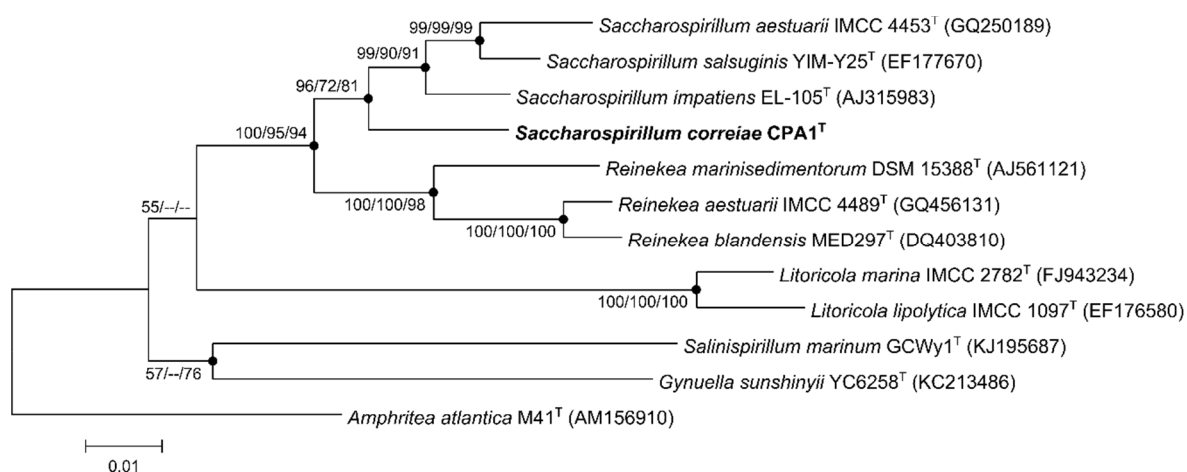 99/99/99
Saccharospirillum aestuarii IMCC 4453T (GQ250189)
99/90/91
Saccharospirillum salsuginis YIM-Y25T (EF177670)
96/72/81
Saccharospirillum impatiens EL-105T (AJ315983)
100/95/94
Saccharospirillum correiae CPA1T
Reinekea marinisedimentorum DSM 15388T (AJ561121)
100/100/98
55/--/--
Reinekea aestuarii IMCC 4489T (GQ456131)
100/100/100
Reinekea blandensis MED297T (DQ403810)
Litoricola marina IMCC 2782T (FJ943234)
100/100/100
Litoricola lipolytica IMCC 1097T (EF176580)
Salinispirillum marinum GCWy1T (KJ195687)
57/--/76
Gynuella sunshinyii YC6258T (KC213486)
Amphritea atlantica M41T (AM156910)
0.01